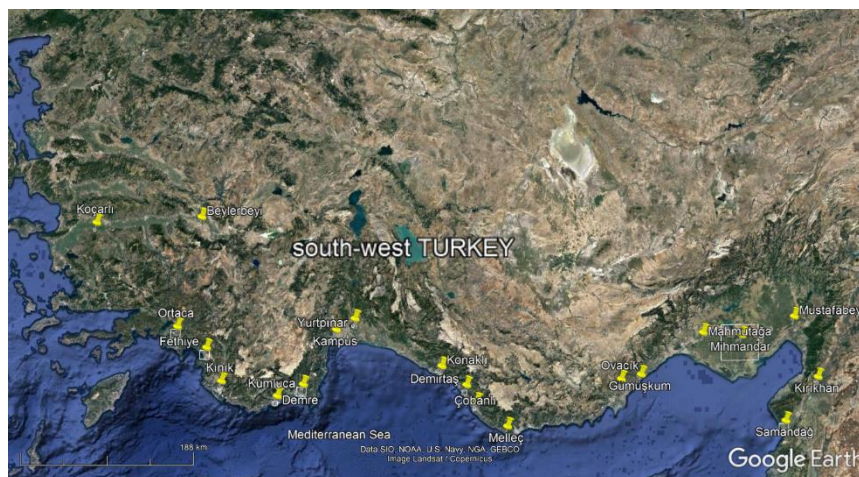 Koçarlı
Beylerbeyi
south-west TURKEY
Ortaca
Fethiye
Kınık
Kumluca
Demre
Yurtpınar
Kampus
Konaklı
Demirtaş
Çobanlı
Melleç
Ovacık
Gümüşkum
Mahmutağa
Mihmandar
Mustafabey
Kırıkhan
Samandağ
Mediterranean Sea
188 km
Data SIO, NOAA, U.S. Navy, NGA, GEBCO
Image Landsat / Copernicus
Google Earth